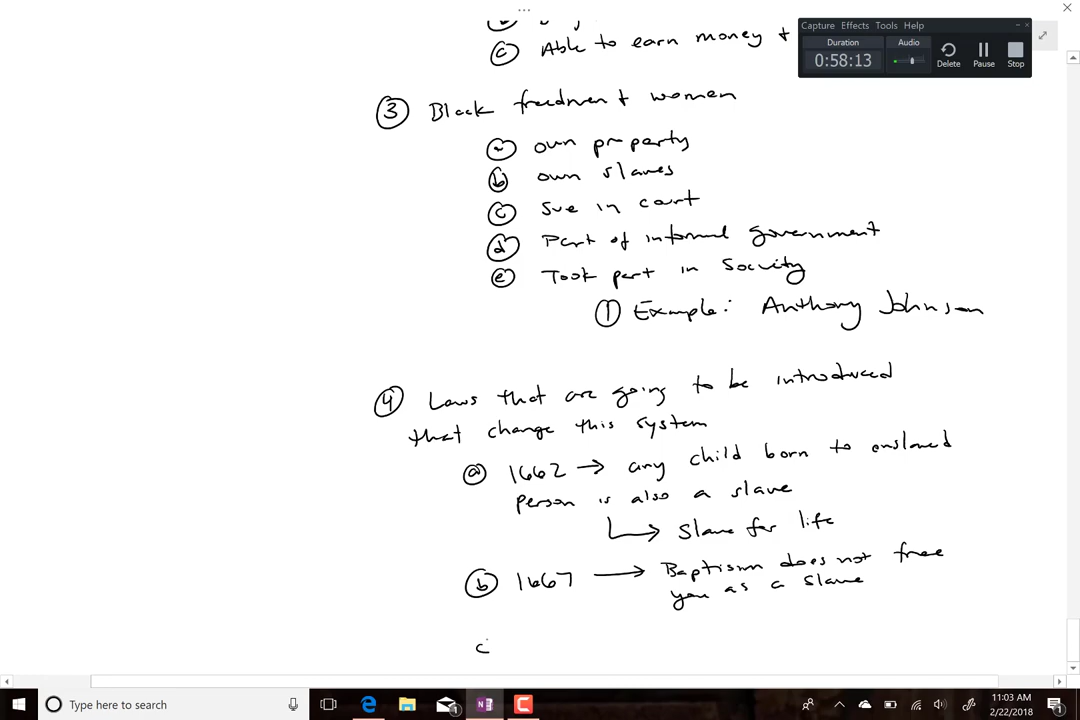 Capture Effects Tools Help
Duration
Audio
0:58:13
Delete
Pause
Stop
c Able to earn money +
3 Black freedmen + women
a own property
b own slaves
c Sue in court
d Part of informal government
e Took part in Society
1 Example: Anthony Johnson
4 Laws that are going to be introduced
that change this system
a 1662 → any child born to enslaved
person is also a slave
→ Slave for life
b 1667 → Baptism does not free
you as a slave
c
Type here to search
11:03 AM
2/22/2018